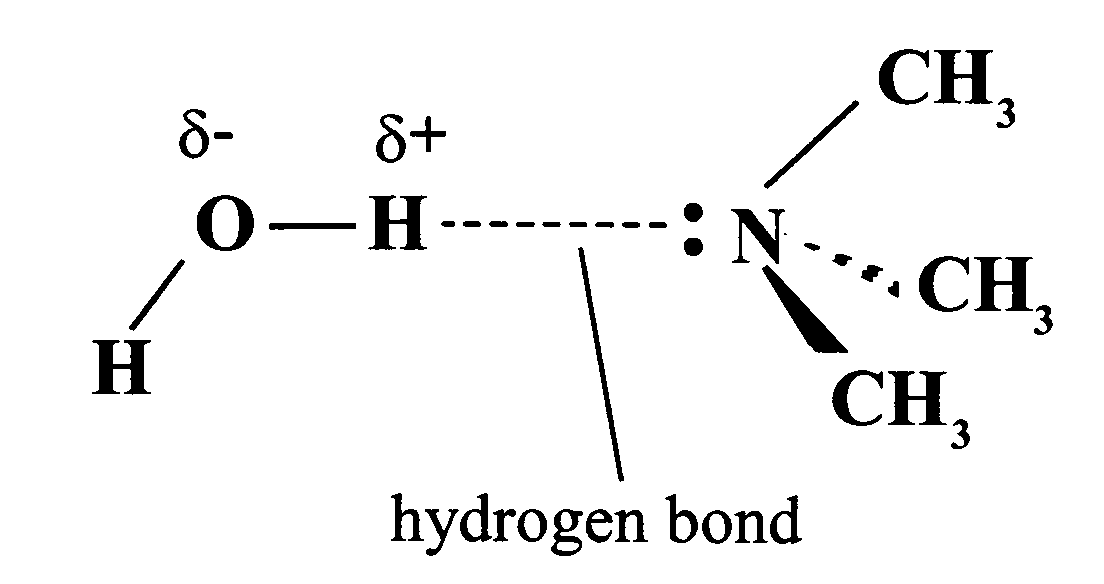 CH₃
δ- δ+
O H : N
CH₃
H
CH₃
hydrogen bond